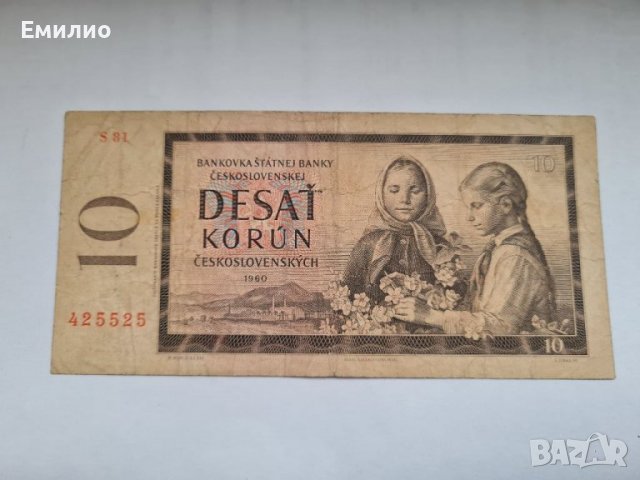 Емилио
S 81
BANKOVKA ŠTÁTNEJ BANKY
ČESKOSLOVENSKEJ
DESAŤ
KORÚN
ČESKOSLOVENSKÝCH
1960
10
10
425525
10
BAZAR